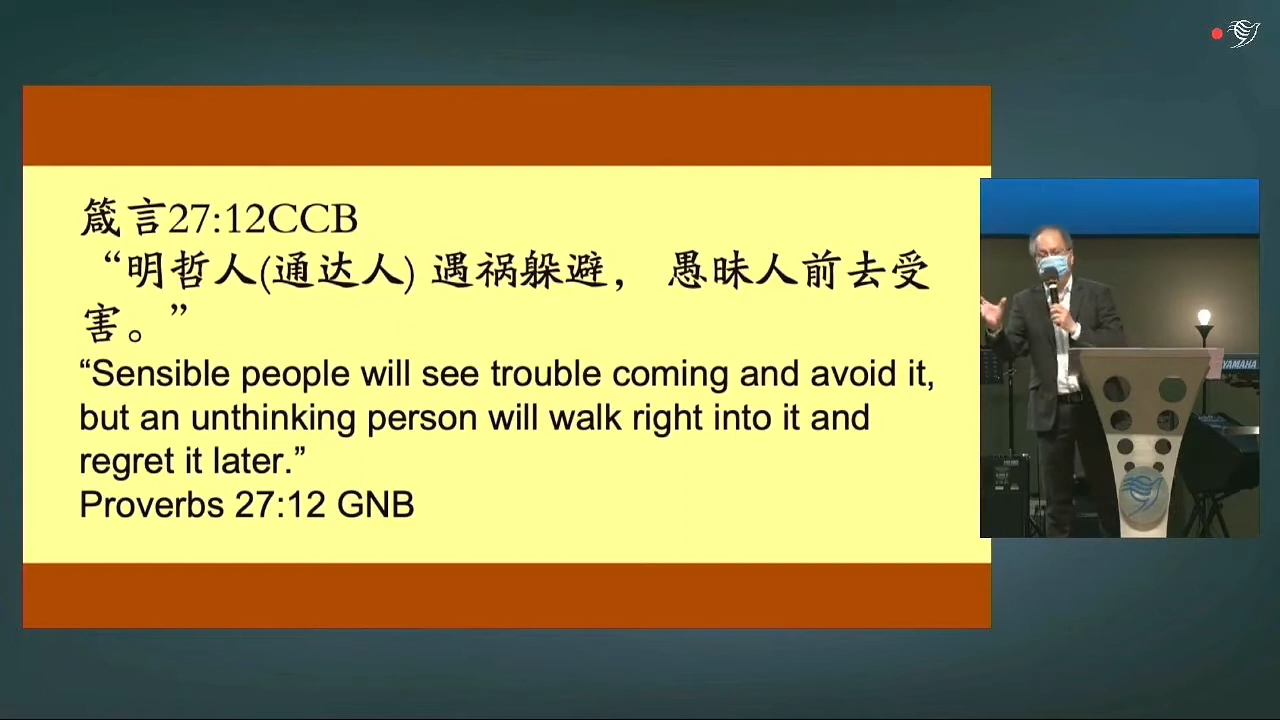 箴言27:12CCB
“明哲人(通达人) 遇祸躲避， 愚昧人前去受
害。”
“Sensible people will see trouble coming and avoid it,
but an unthinking person will walk right into it and
regret it later.”
Proverbs 27:12 GNB
YAMAHA